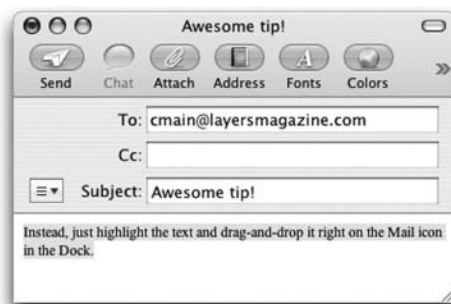 Awesome tip!
Send Chat Attach Address Fonts Colors »
To: cmain@layersmagazine.com
Cc:
Subject: Awesome tip!
Instead, just highlight the text and drag-and-drop it right on the Mail icon
in the Dock.